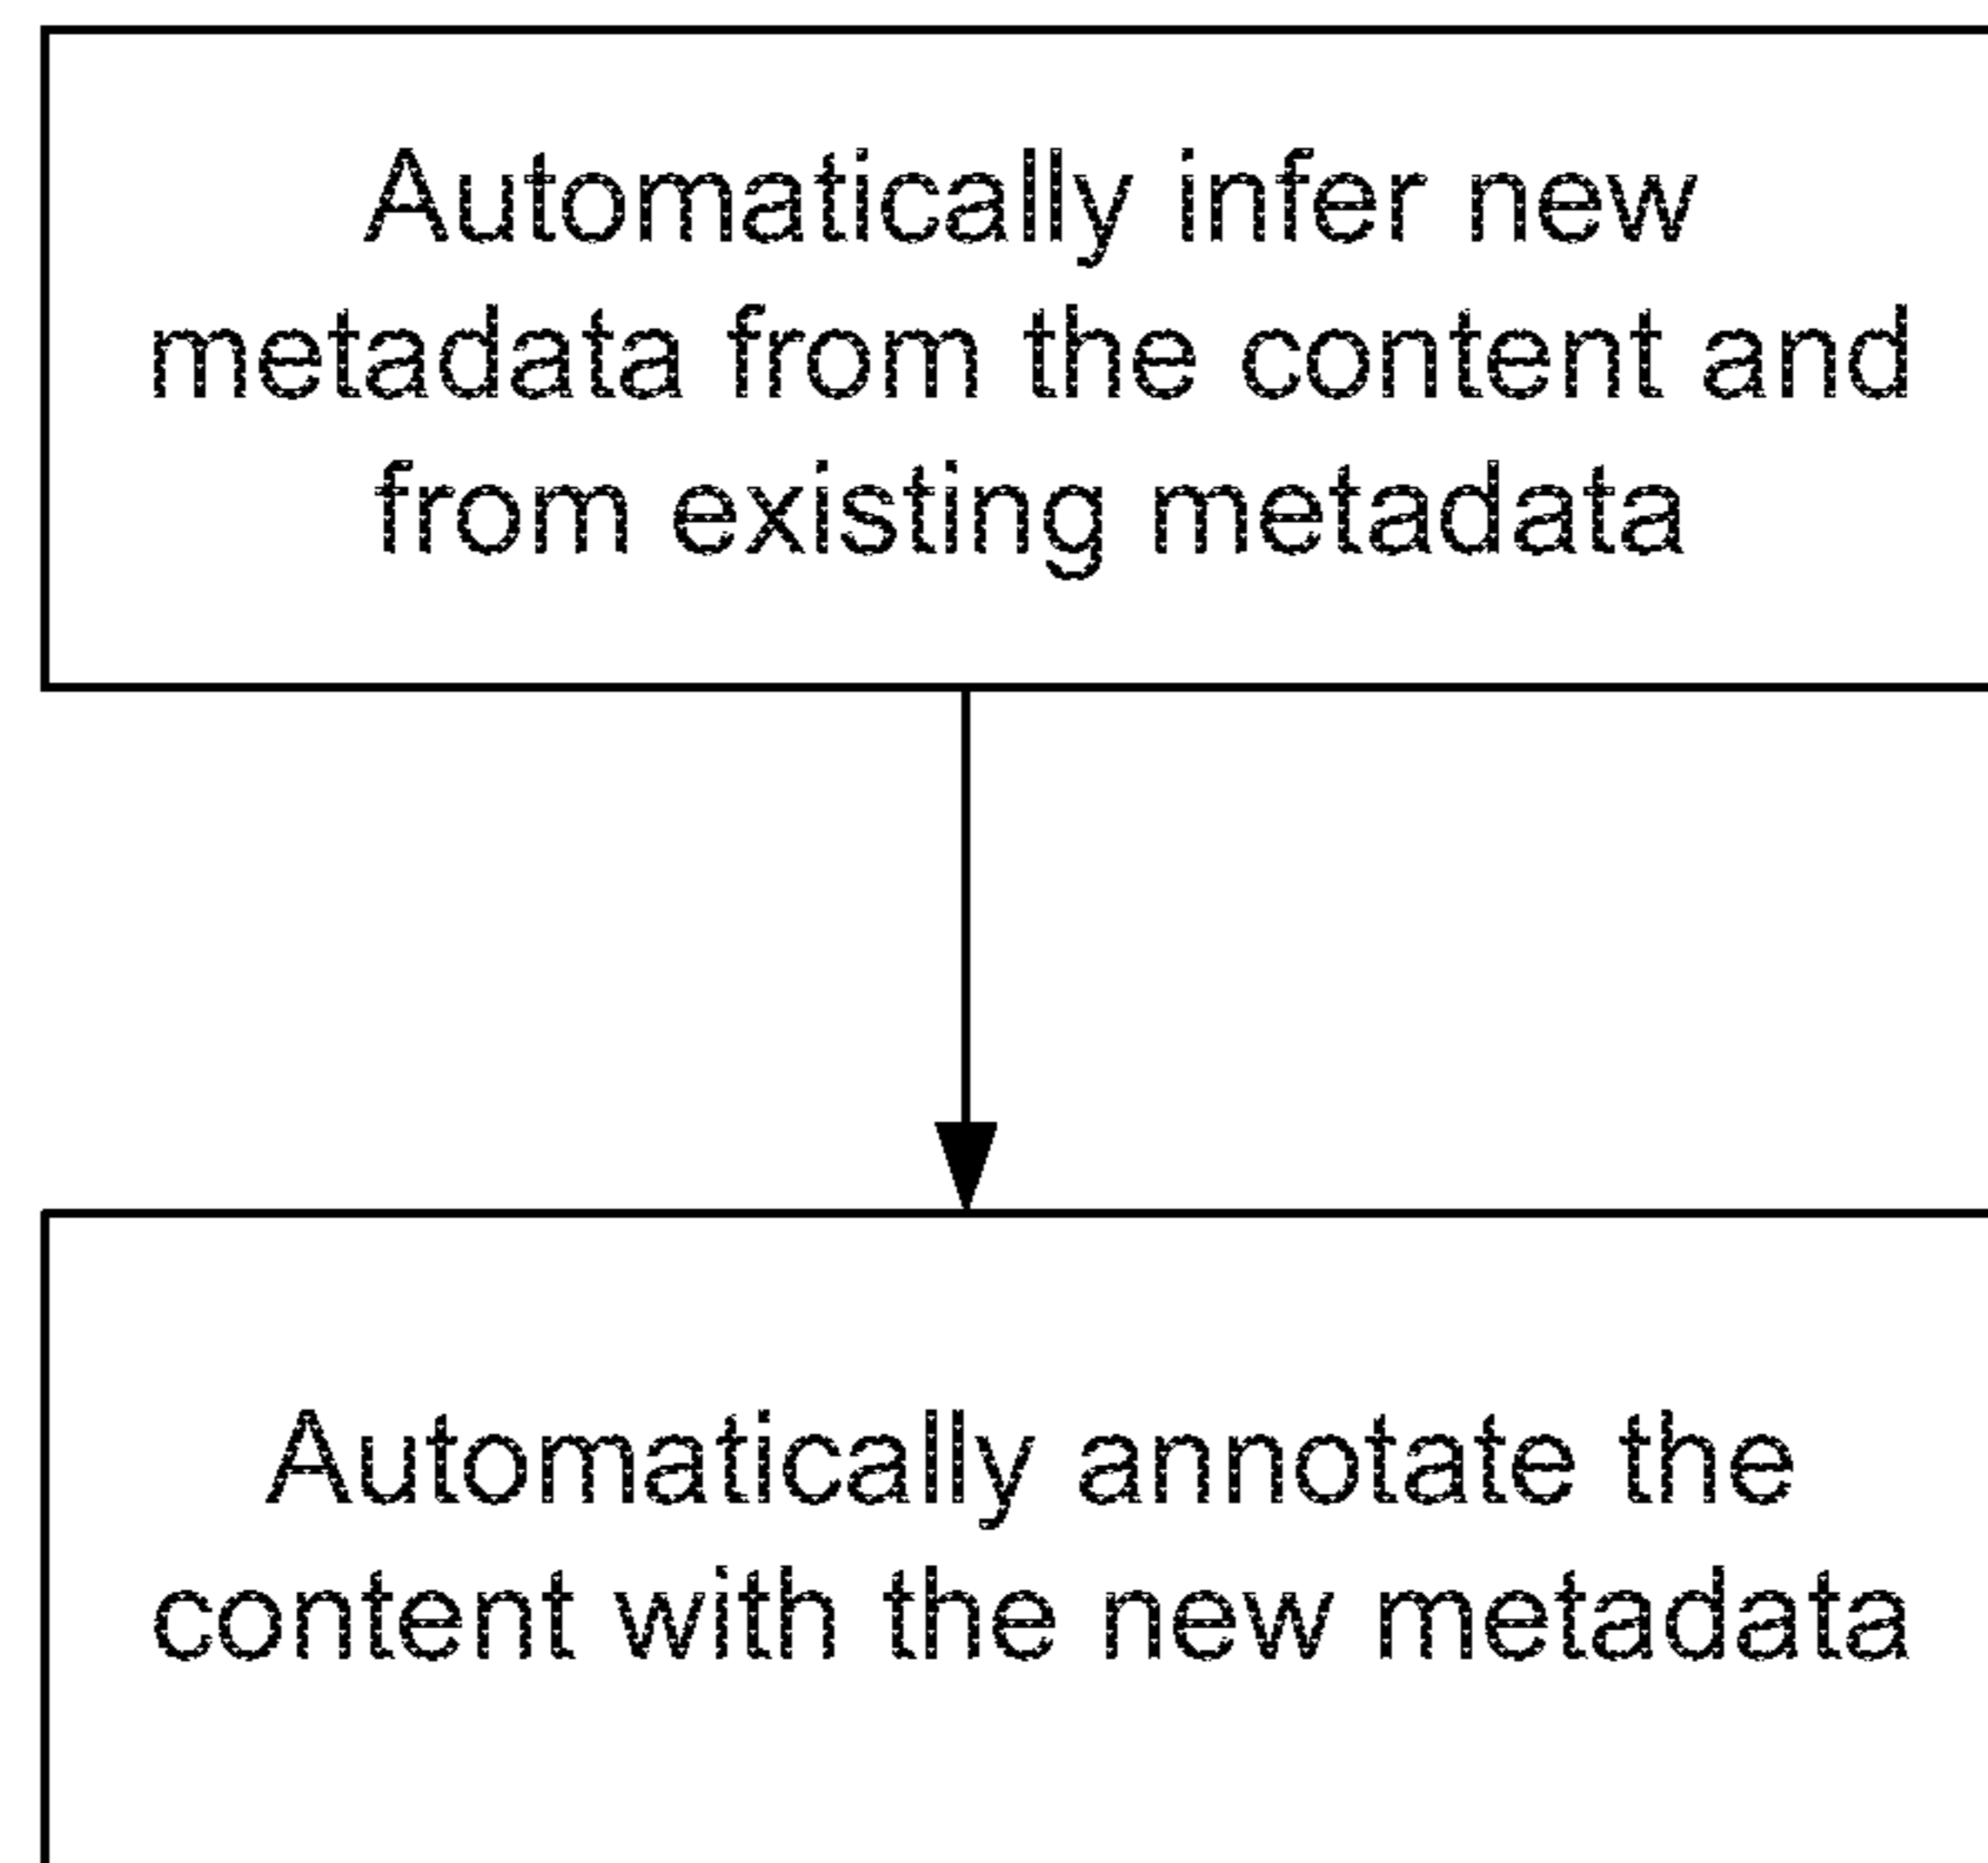 Automatically infer new
metadata from the content and
from existing metadata
Automatically annotate the
content with the new metadata